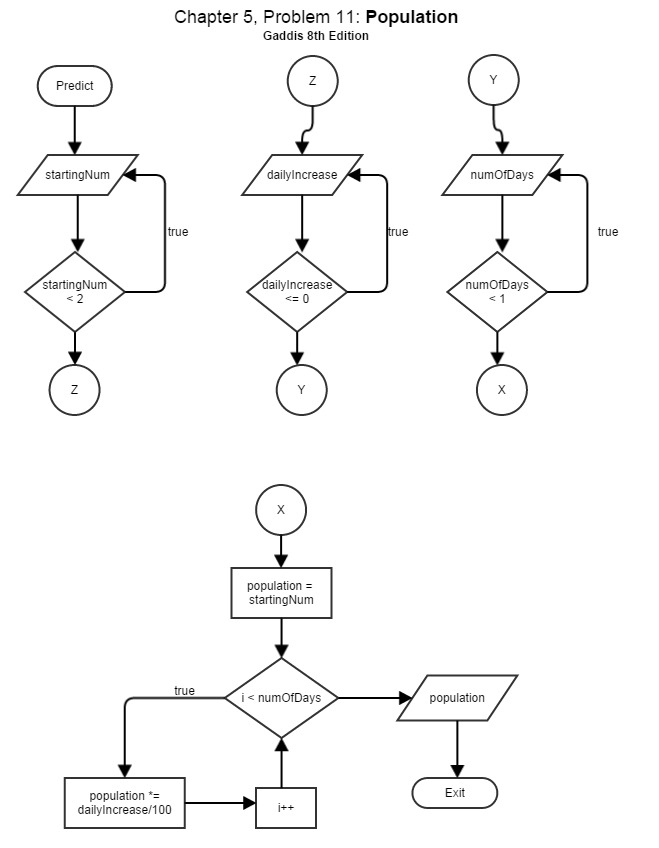 Chapter 5, Problem 11: Population
Gaddis 8th Edition
Predict
startingNum
true
startingNum
< 2
Z
Z
dailyIncrease
true
dailyIncrease
<= 0
Y
Y
numOfDays
true
numOfDays
< 1
X
X
population =
startingNum
i < numOfDays
true
population *=
dailyIncrease/100
i++
population
Exit